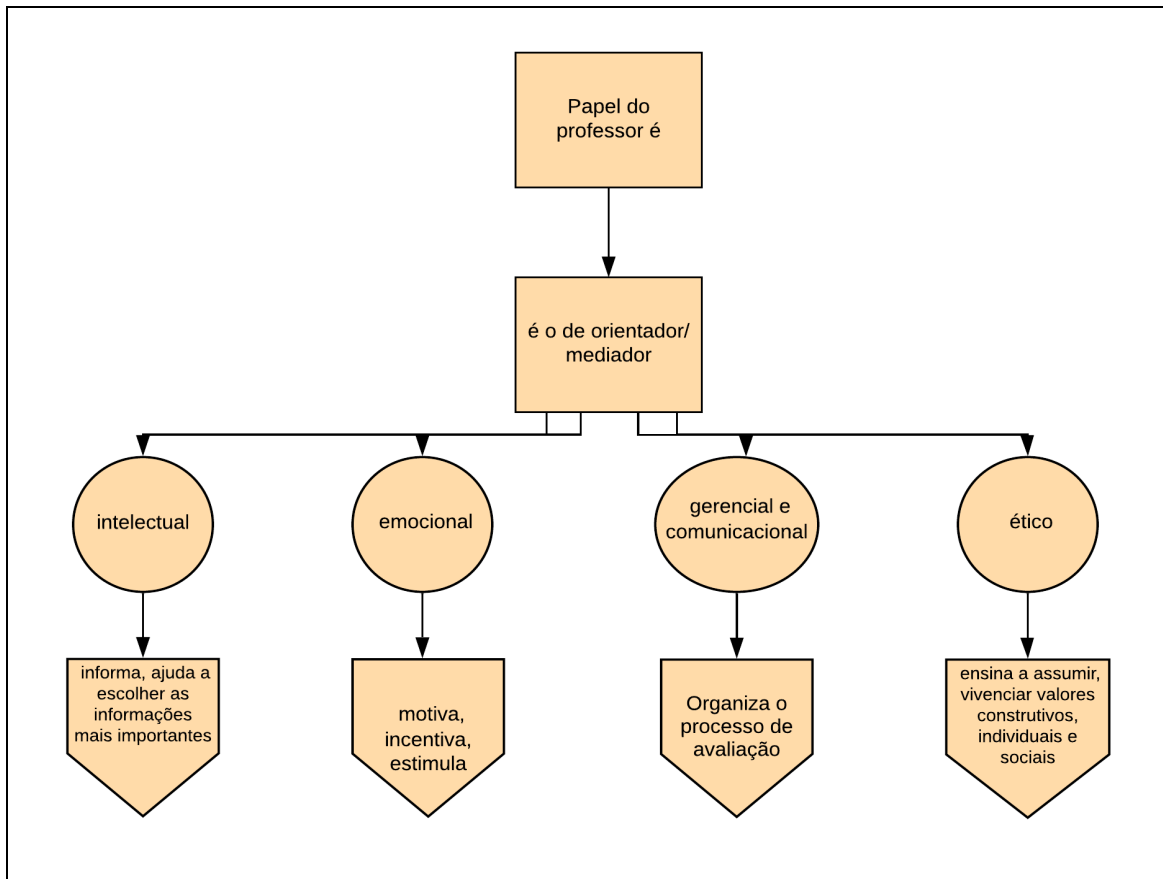 Papel do
professor é
é o de orientador/
mediador
intelectual
emocional
gerencial e
comunicacional
ético
informa, ajuda a
escolher as
informações
mais importantes
motiva,
incentiva,
estimula
Organiza o
processo de
avaliação
ensina a assumir,
vivenciar valores
construtivos,
individuais e
sociais